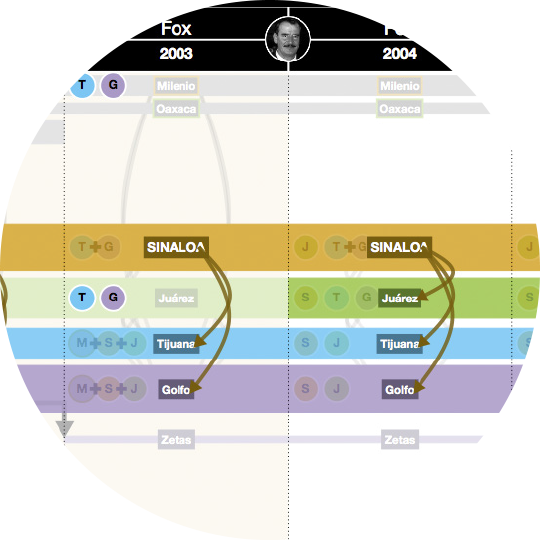 Fox
2003
2004
T G Milenio Milenio
Oaxaca Oaxaca
T+G SINALOA J T+G SINALOA J
T G Juárez S T G Juárez S
M+S+J Tijuana S J Tijuana S
M+S+J Golfo S J Golfo
Zetas Zetas